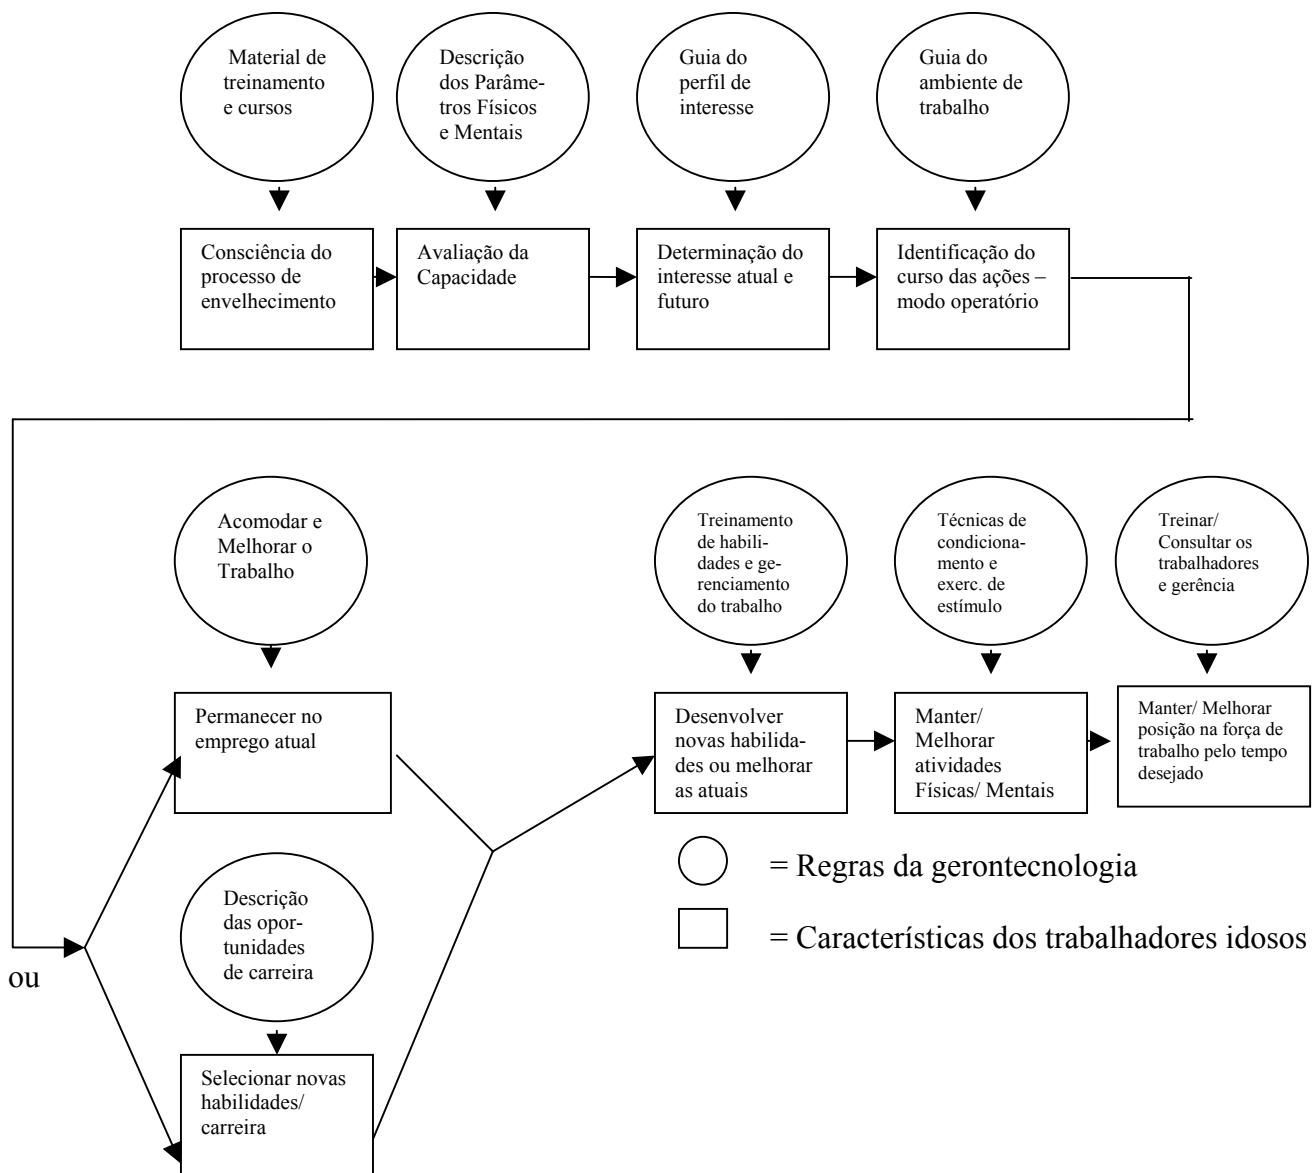 Material de
treinamento
e cursos
Descrição
dos Parâme-
tros Físicos
e Mentais
Guia do
perfil de
interesse
Guia do
ambiente de
trabalho
Consciência do
processo de
envelhecimento
Avaliação da
Capacidade
Determinação do
interesse atual e
futuro
Identificação do
curso das ações –
modo operatório
Acomodar e
Melhorar o
Trabalho
Treinamento
de habili-
dades e ge-
renciamento
do trabalho
Técnicas de
condiciona-
mento e
exerc. de
estímulo
Treinar/
Consultar os
trabalhadores
e gerência
Permanecer no
emprego atual
Desenvolver
novas habilida-
des ou melhorar
as atuais
Manter/
Melhorar
atividades
Físicas/ Mentais
Manter/ Melhorar
posição na força de
trabalho pelo tempo
desejado
= Regras da gerontecnologia
= Características dos trabalhadores idosos
Descrição
das opor-
tunidades
de carreira
ou
Selecionar novas
habilidades/
carreira